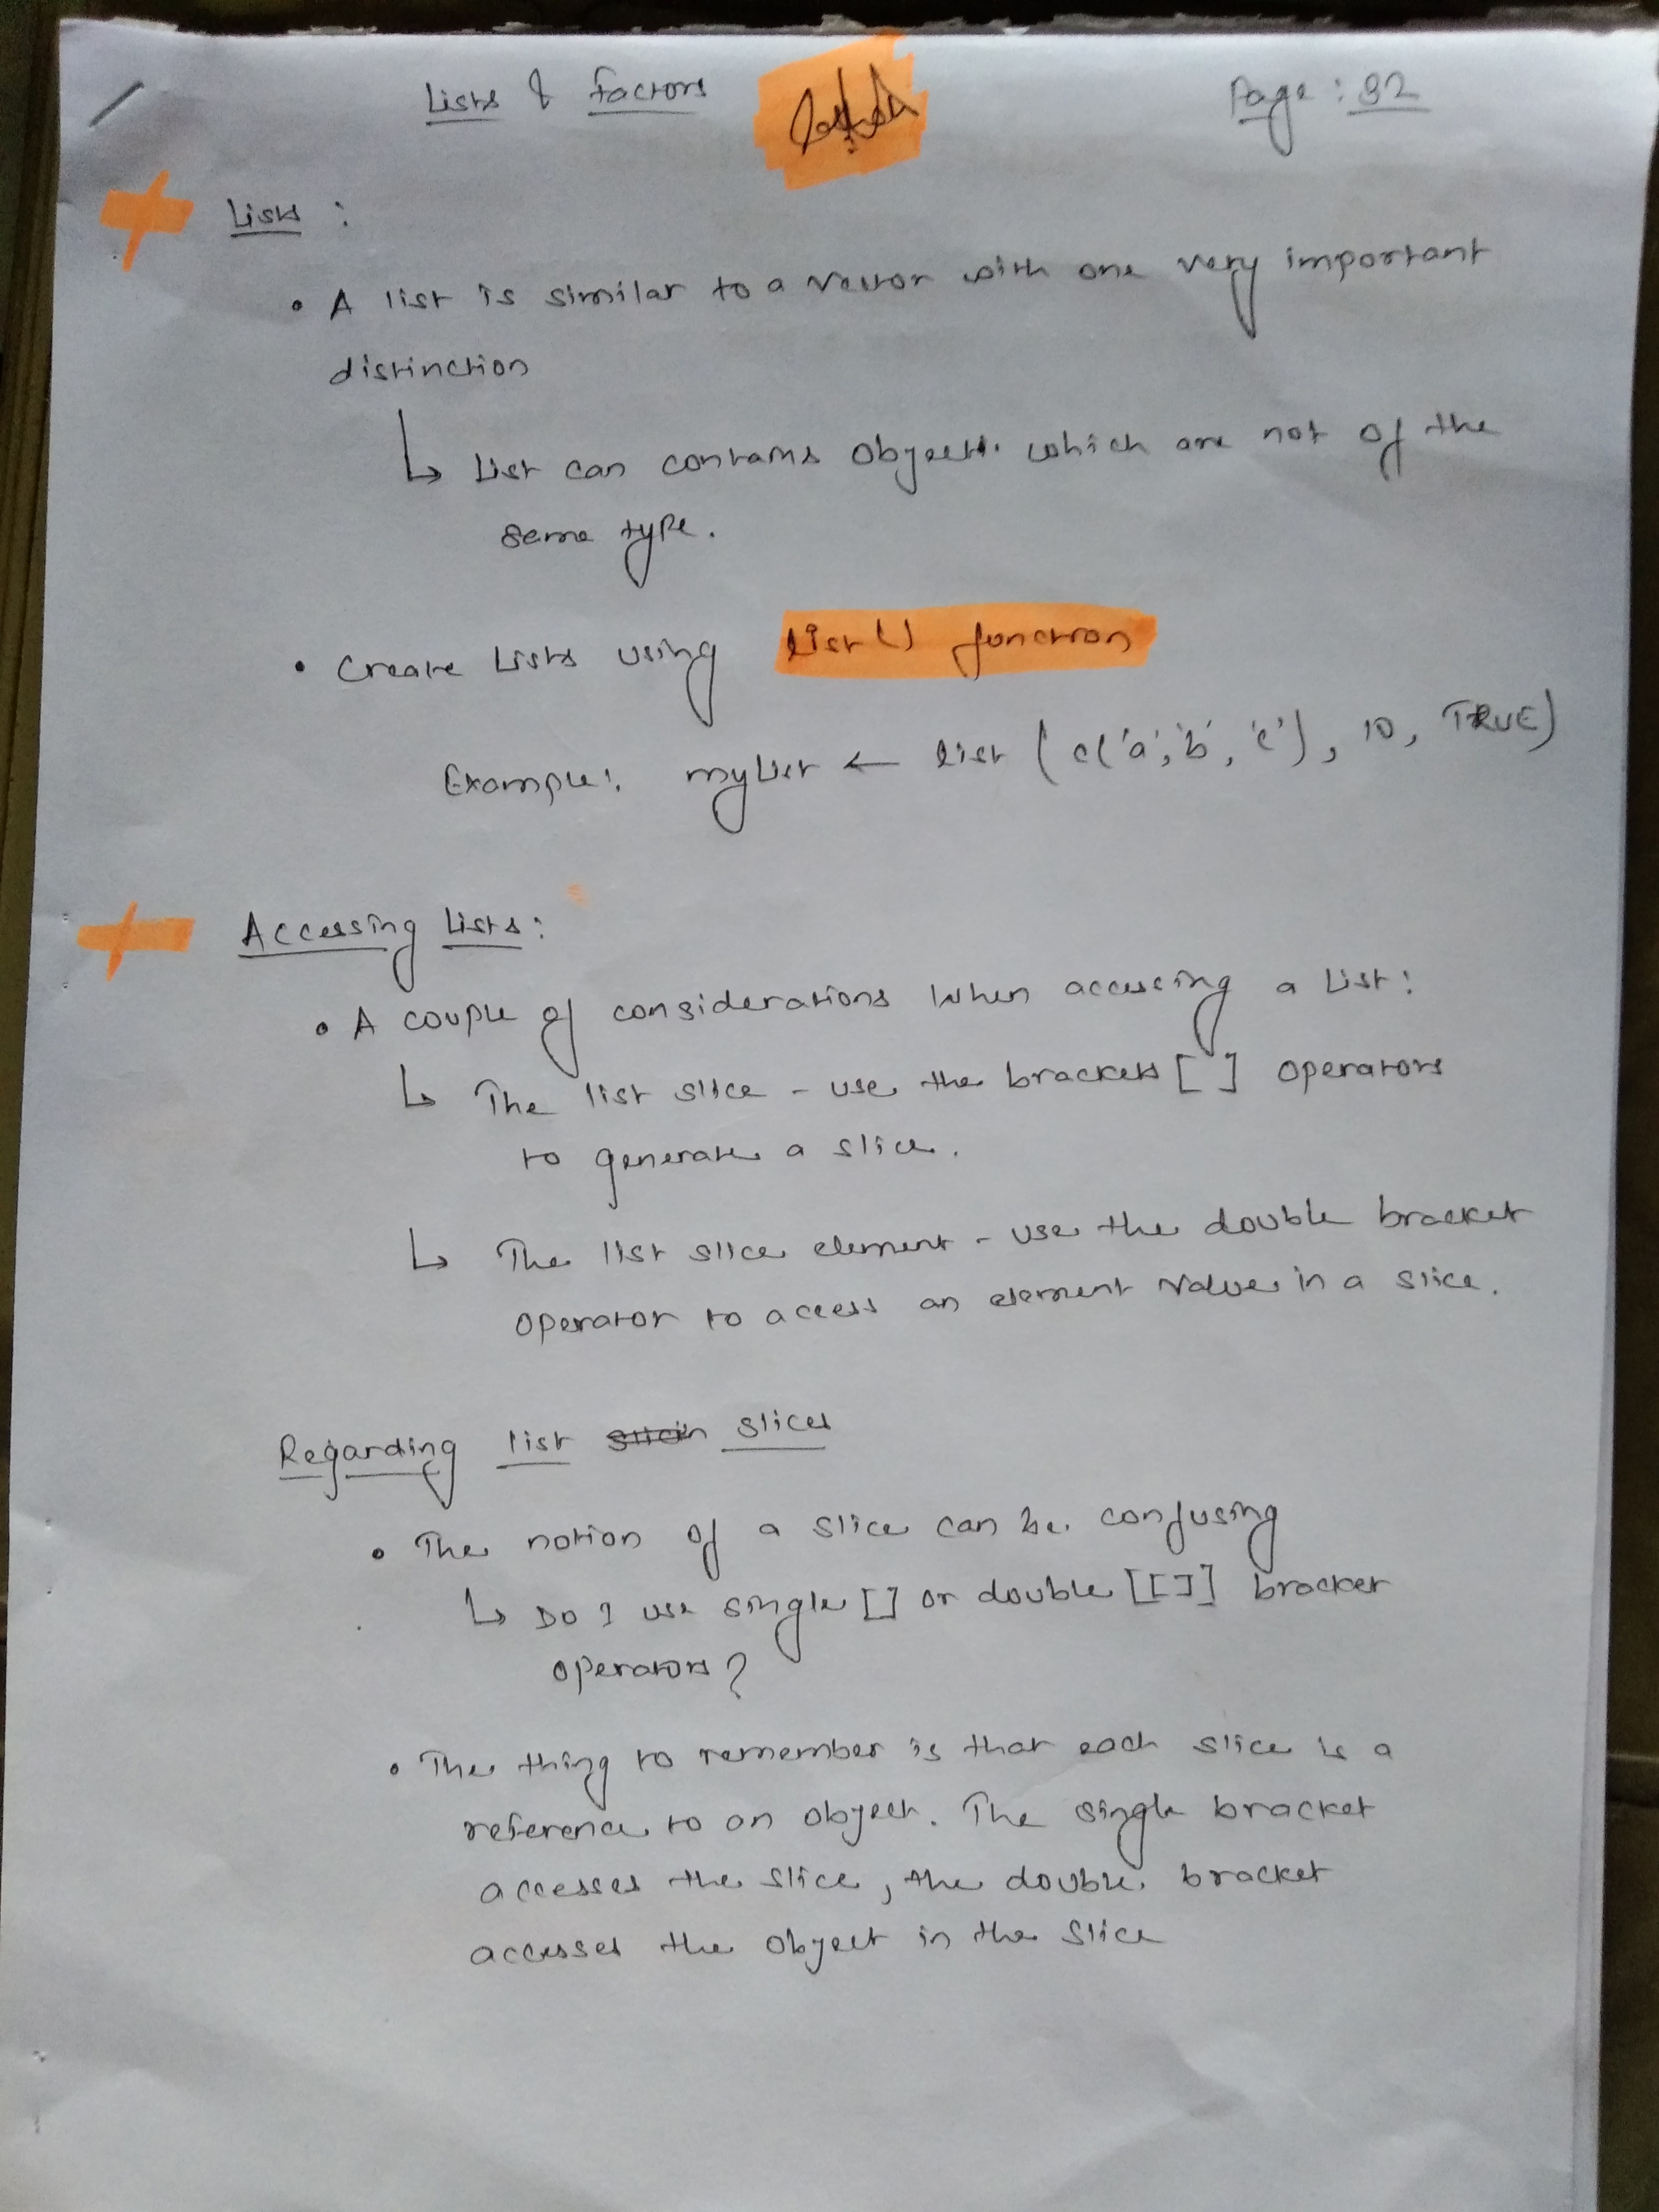 Lists & Factors
Page: 92
Lists :
• A list is similar to a vector with one very important
distinction
↳ List can contains objects. which are not of the
same type.
• Create Lists using list() function
Example: mylist ← list (c('a','b','c'), 10, TRUE)
Accessing Lists:
• A couple of considerations When accessing a List:
↳ The list slice - use the brackets [ ] operators
to generate a slice.
↳ The list slice element - use the double bracket
operator to access an element value in a slice.
Regarding list slices
• The notion of a slice can be confusing
↳ Do I use single [] or double [[]] bracket
operators?
• The thing to remember is that each slice is a
reference to an object. The single bracket
accesses the slice, the double bracket
accesses the object in the slice